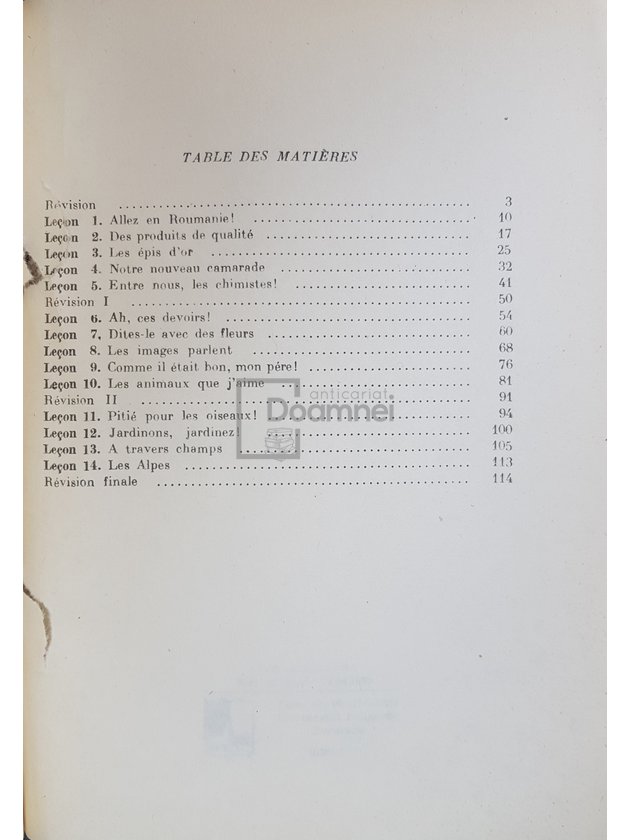 TABLE DES MATIÈRES
Révision ........ 3
Leçon 1. Allez en Roumanie! ........ 10
Leçon 2. Des produits de qualité ........ 17
Leçon 3. Les épis d'or ........ 25
Leçon 4. Notre nouveau camarade ........ 32
Leçon 5. Entre nous, les chimistes! ........ 41
Révision I ........ 50
Leçon 6. Ah, ces devoirs! ........ 54
Leçon 7, Dites-le avec des fleurs ........ 60
Leçon 8. Les images parlent ........ 68
Leçon 9. Comme il était bon, mon pére! ........ 76
Leçon 10. Les animaux que j'aime ........ 81
Révision II ........ 91
Leçon 11. Pitié pour les oiseaux! ........ 94
Leçon 12. Jardinons, jardinez! ........ 100
Leçon 13. A travers champs ........ 105
Leçon 14. Les Alpes ........ 113
Révision finale ........ 114
anticariat
Doamnei